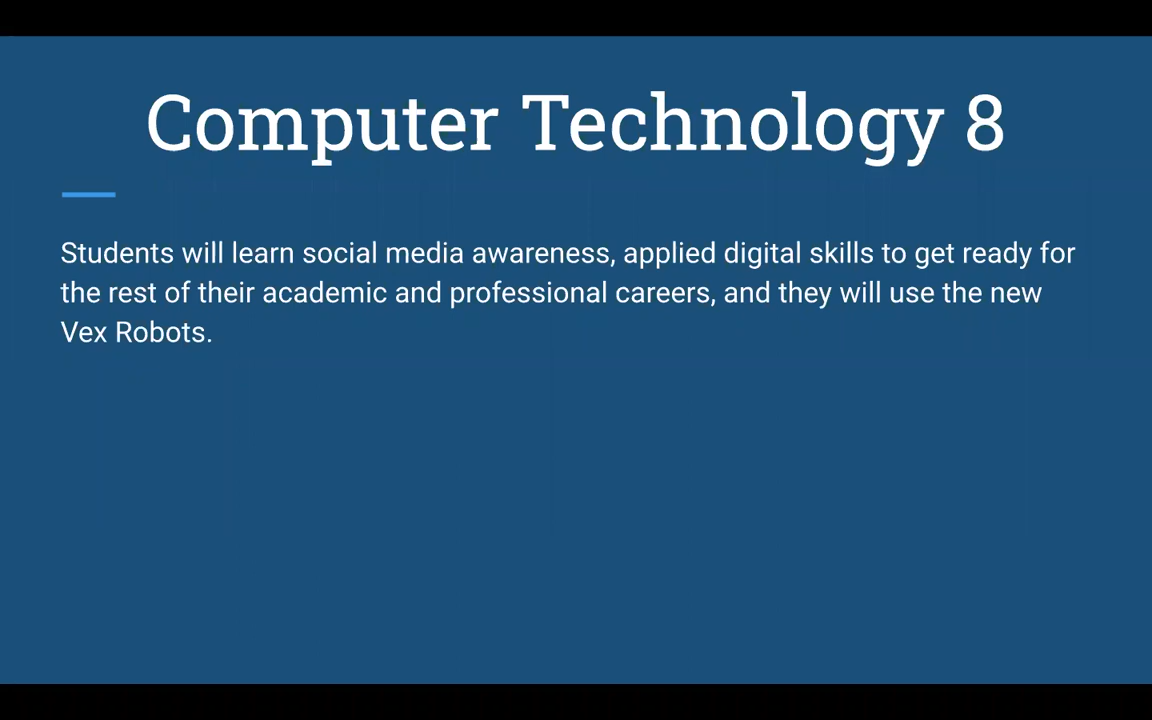 Computer Technology 8
Students will learn social media awareness, applied digital skills to get ready for
the rest of their academic and professional careers, and they will use the new
Vex Robots.